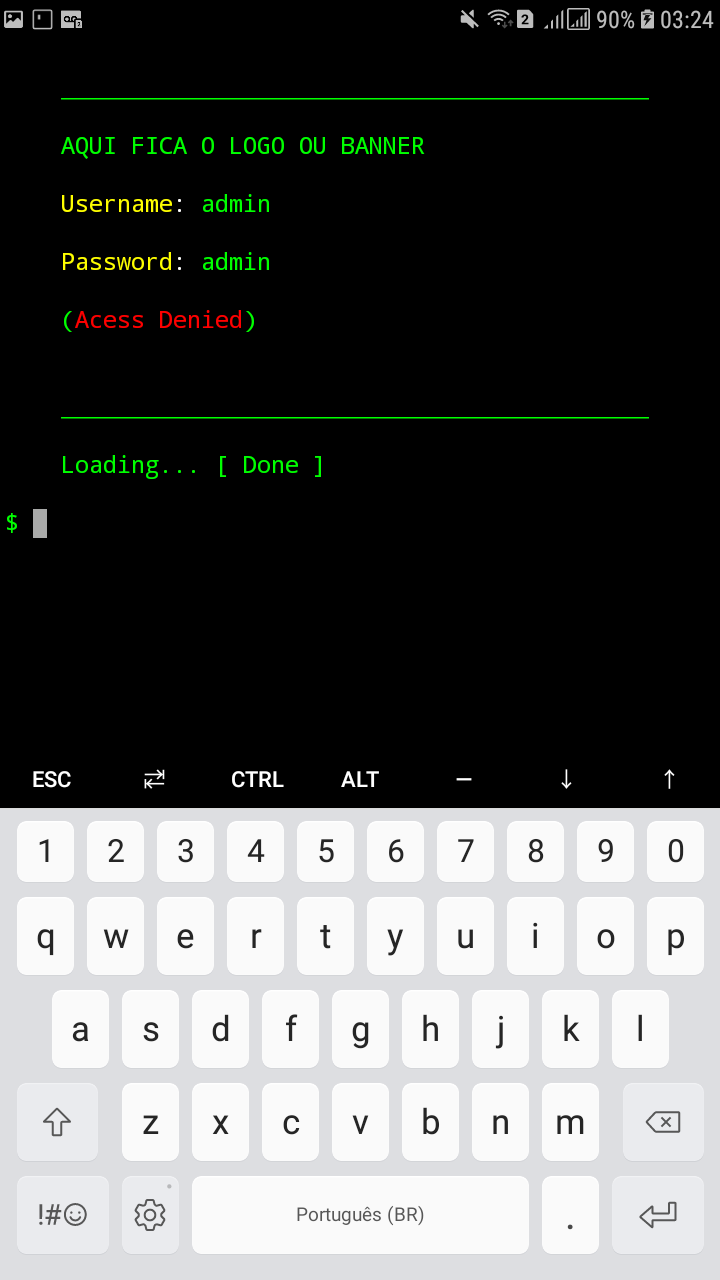 2 90% 03:24
AQUI FICA O LOGO OU BANNER
Username: admin
Password: admin
(Acess Denied)
Loading... [ Done ]
$
ESC CTRL ALT — ↓ ↑
1 2 3 4 5 6 7 8 9 0
q w e r t y u i o p
a s d f g h j k l
z x c v b n m
!#☺ Português (BR) .